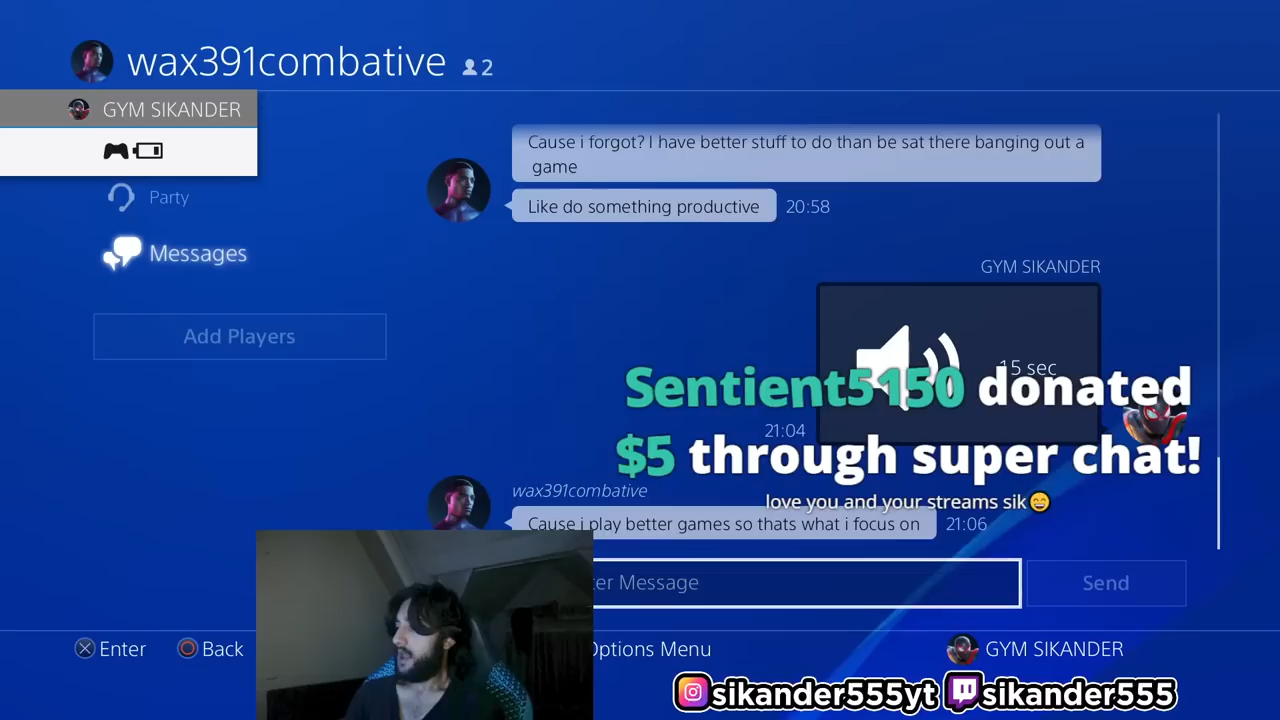 wax391combative 2
GYM SIKANDER
Party
Messages
Add Players
Cause i forgot? I have better stuff to do than be sat there banging out a
game
Like do something productive 20:58
GYM SIKANDER
15 sec
21:04
Sentient5150 donated
$5 through super chat!
love you and your streams sik😄
wax391combative
Cause i play better games so thats what i focus on 21:06
er Message
Send
Enter Back ptions Menu GYM SIKANDER
sikander555yt sikander555